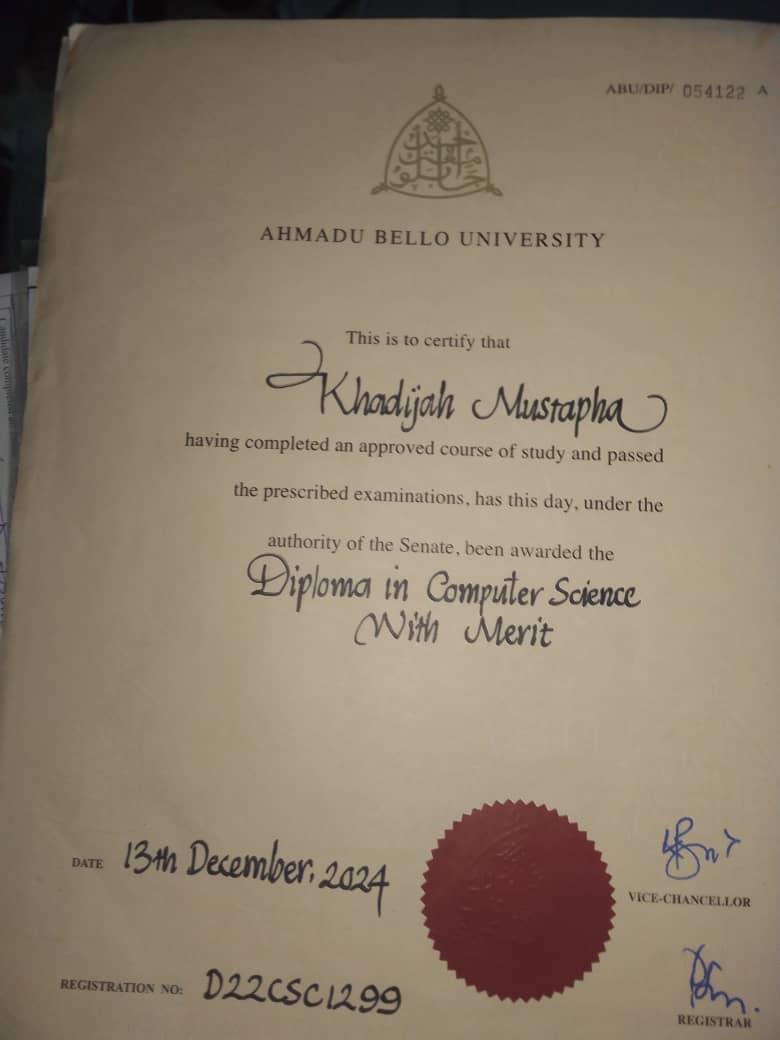 ABU/DIP/ 054122 A
AHMADU BELLO UNIVERSITY
This is to certify that
Khadijah Mustapha
having completed an approved course of study and passed
the prescribed examinations, has this day, under the
authority of the Senate, been awarded the
Diploma in Computer Science
With Merit
DATE 13th December, 2024
VICE-CHANCELLOR
REGISTRATION NO: D22CSC1299
REGISTRAR